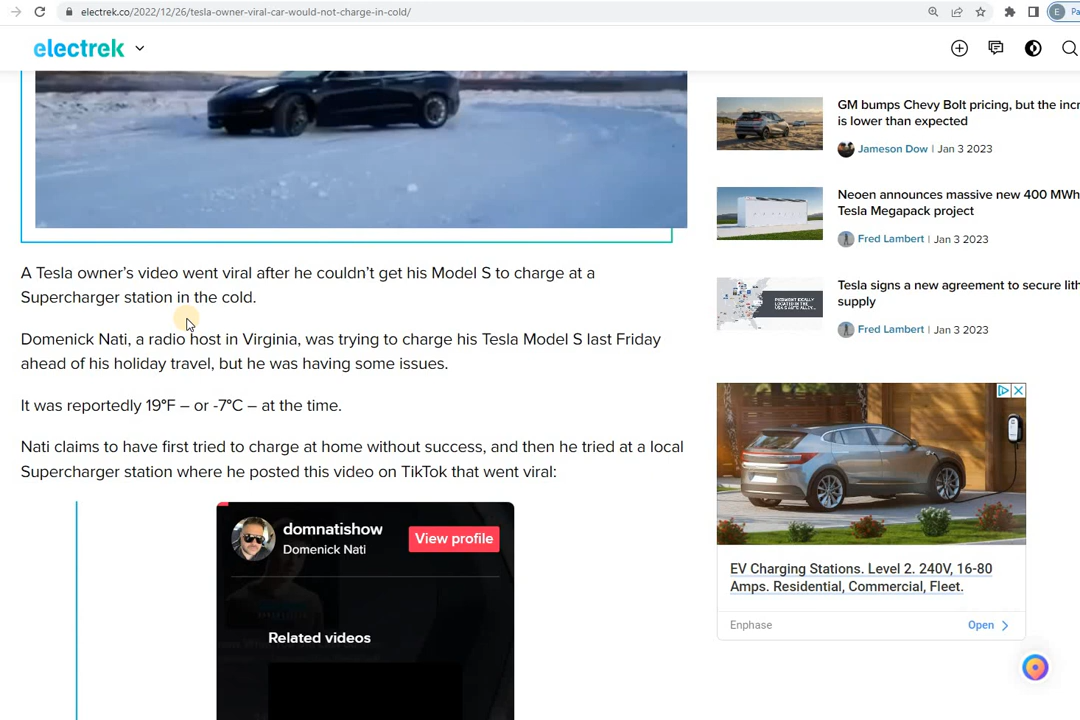 electrek.co/2022/12/26/tesla-owner-viral-car-would-not-charge-in-cold/
E
Pa
electrek
GM bumps Chevy Bolt pricing, but the incr
is lower than expected
Jameson Dow | Jan 3 2023
Neoen announces massive new 400 MWh
Tesla Megapack project
Fred Lambert | Jan 3 2023
Tesla signs a new agreement to secure lith
supply
Fred Lambert | Jan 3 2023
A Tesla owner's video went viral after he couldn't get his Model S to charge at a
Supercharger station in the cold.
Domenick Nati, a radio host in Virginia, was trying to charge his Tesla Model S last Friday
ahead of his holiday travel, but he was having some issues.
It was reportedly 19°F – or -7°C – at the time.
Nati claims to have first tried to charge at home without success, and then he tried at a local
Supercharger station where he posted this video on TikTok that went viral:
domnatishow
Domenick Nati
View profile
Related videos
EV Charging Stations. Level 2. 240V, 16-80
Amps. Residential, Commercial, Fleet.
Enphase
Open